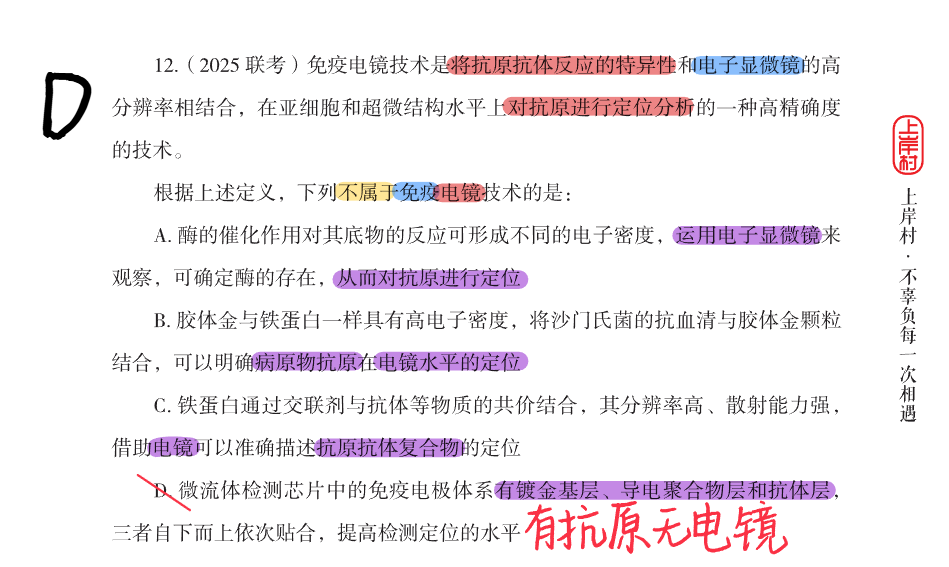 D
12.（2025 联考）免疫电镜技术是将抗原抗体反应的特异性和电子显微镜的高
分辨率相结合，在亚细胞和超微结构水平上对抗原进行定位分析的一种高精确度
的技术。
根据上述定义，下列不属于免疫电镜技术的是：
A. 酶的催化作用对其底物的反应可形成不同的电子密度，运用电子显微镜来
观察，可确定酶的存在，从而对抗原进行定位
B. 胶体金与铁蛋白一样具有高电子密度，将沙门氏菌的抗血清与胶体金颗粒
结合，可以明确病原物抗原在电镜水平的定位
C. 铁蛋白通过交联剂与抗体等物质的共价结合，其分辨率高、散射能力强，
借助电镜可以准确描述抗原抗体复合物的定位
D. 微流体检测芯片中的免疫电极体系有镀金基层、导电聚合物层和抗体层，
三者自下而上依次贴合，提高检测定位的水平
有抗原无电镜
上岸村
上岸村·不辜负每一次相遇